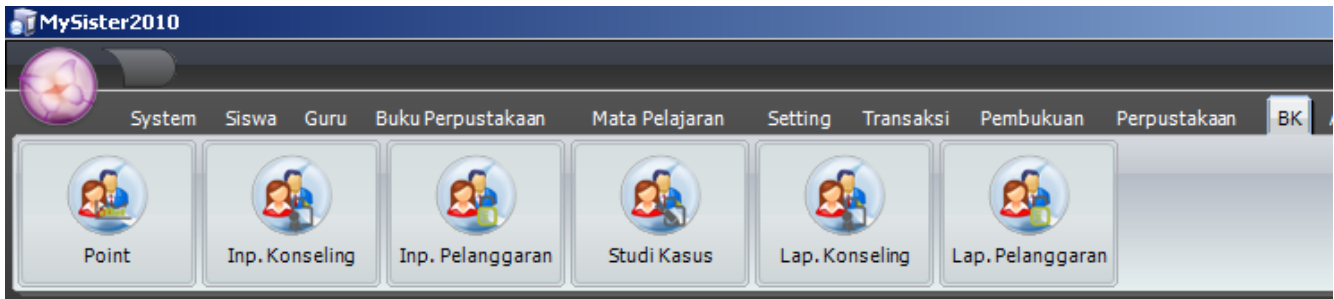 MySister2010
System Siswa Guru Buku Perpustakaan Mata Pelajaran Setting Transaksi Pembukuan Perpustakaan BK
Point Inp. Konseling Inp. Pelanggaran Studi Kasus Lap. Konseling Lap. Pelanggaran